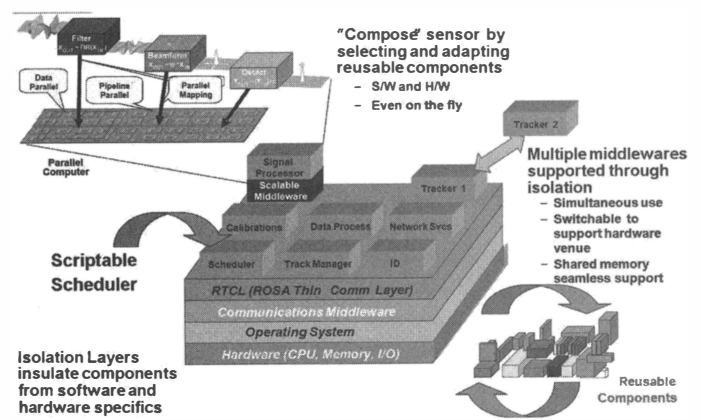 Filter
Beamformer
Detect
Data
Parallel
Pipeline
Parallel
Parallel
Mapping
Parallel
Computer
"Compose" sensor by
selecting and adapting
reusable components
– S/W and H/W
– Even on the fly
Tracker 2
Signal
Processor
Scalable
Middleware
Tracker 1
Multiple middlewares
supported through
isolation
– Simultaneous use
– Switchable to
support hardware
venue
– Shared memory
seamless support
Calibrations
Data Process
Network Svcs
Scriptable
Scheduler
Scheduler
Track Manager
ID
RTCL (ROSA Thin Comm Layer)
Communications Middleware
Operating System
Hardware (CPU, Memory, I/O)
Isolation Layers
insulate components
from software and
hardware specifics
Reusable
Components